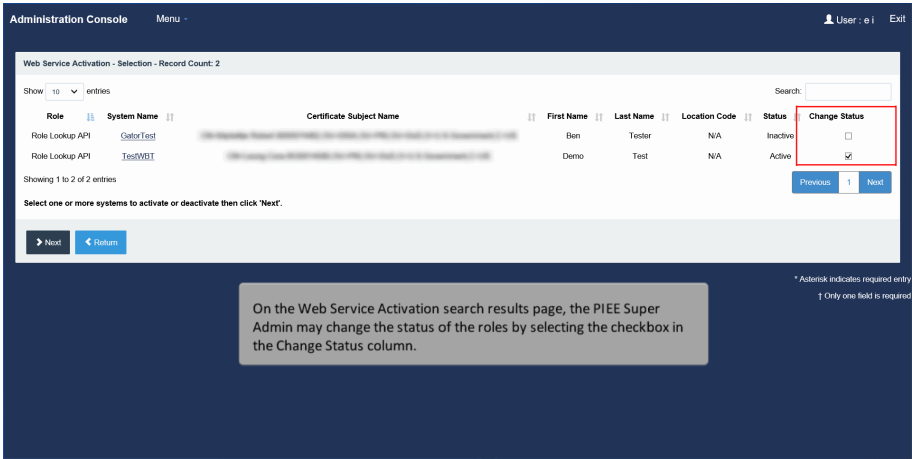 Administration Console Menu User : e i Exit
Web Service Activation - Selection - Record Count: 2
Show 10 entries Search:
Role System Name Certificate Subject Name First Name Last Name Location Code Status Change Status
Role Lookup API GatorTest Ben Tester N/A Inactive
Role Lookup API TestWBT Demo Test N/A Active
Showing 1 to 2 of 2 entries Previous 1 Next
Select one or more systems to activate or deactivate then click 'Next'.
Next Return
* Asterisk indicates required entry
† Only one field is required
On the Web Service Activation search results page, the PIEE Super
Admin may change the status of the roles by selecting the checkbox in
the Change Status column.